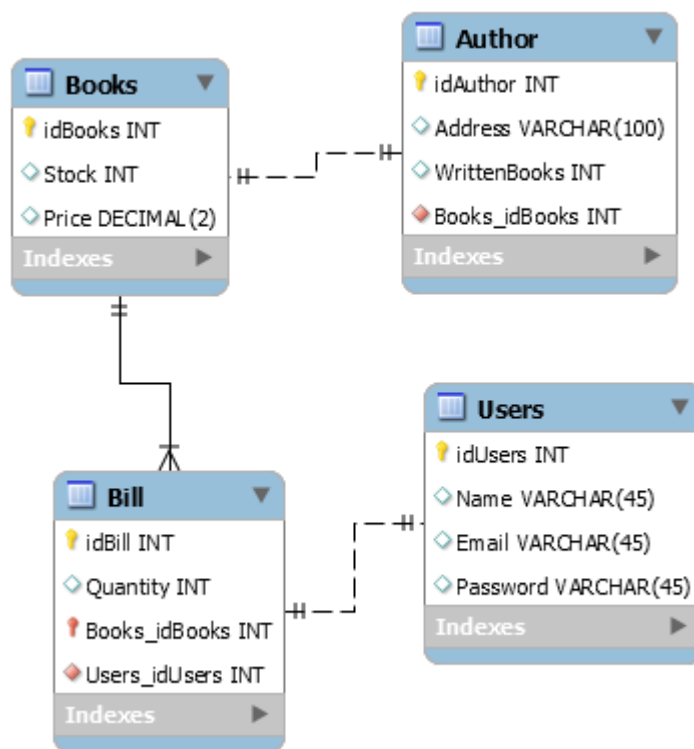 Books
idBooks INT
Stock INT
Price DECIMAL(2)
Indexes
Author
idAuthor INT
Address VARCHAR(100)
WrittenBooks INT
Books_idBooks INT
Indexes
Bill
idBill INT
Quantity INT
Books_idBooks INT
Users_idUsers INT
Indexes
Users
idUsers INT
Name VARCHAR(45)
Email VARCHAR(45)
Password VARCHAR(45)
Indexes